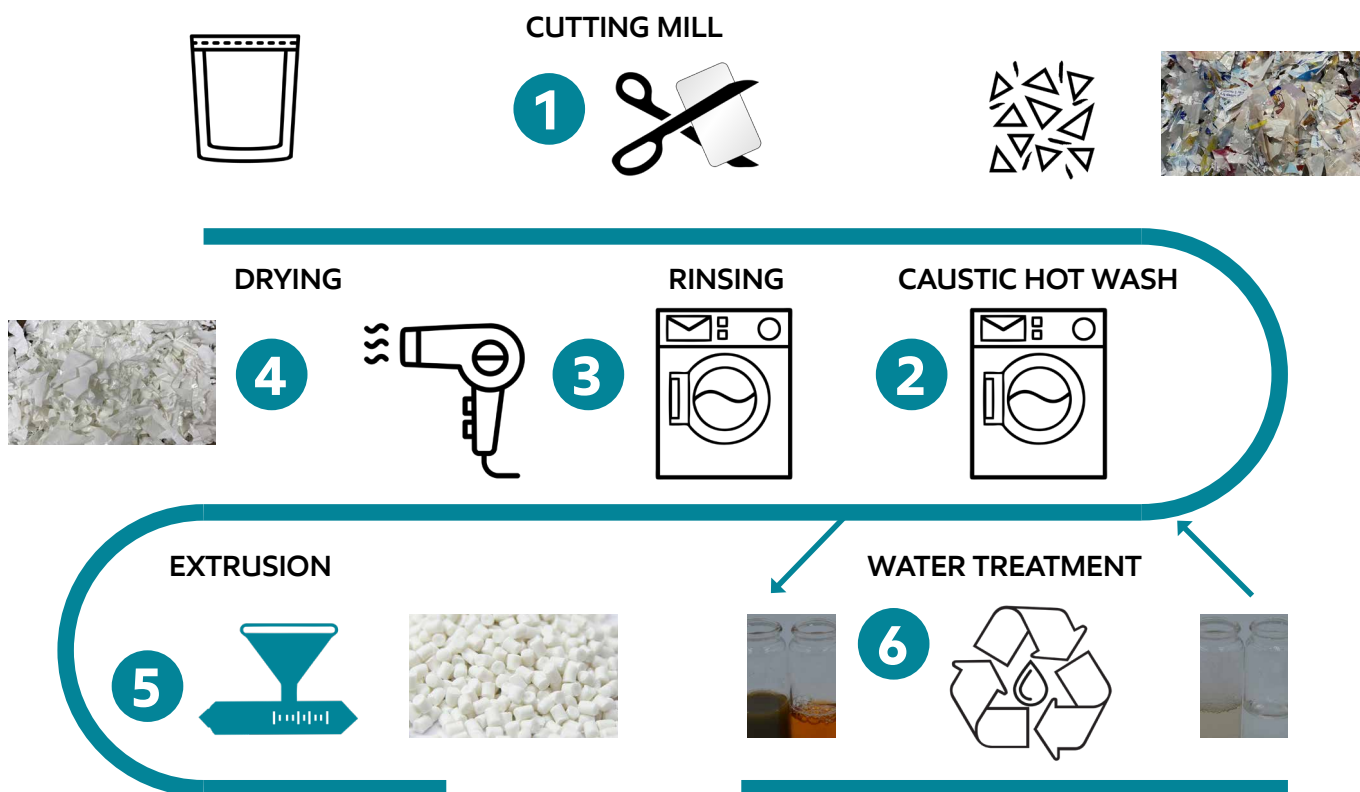 CUTTING MILL
1
DRYING
RINSING
CAUSTIC HOT WASH
4
3
2
EXTRUSION
WATER TREATMENT
5
6